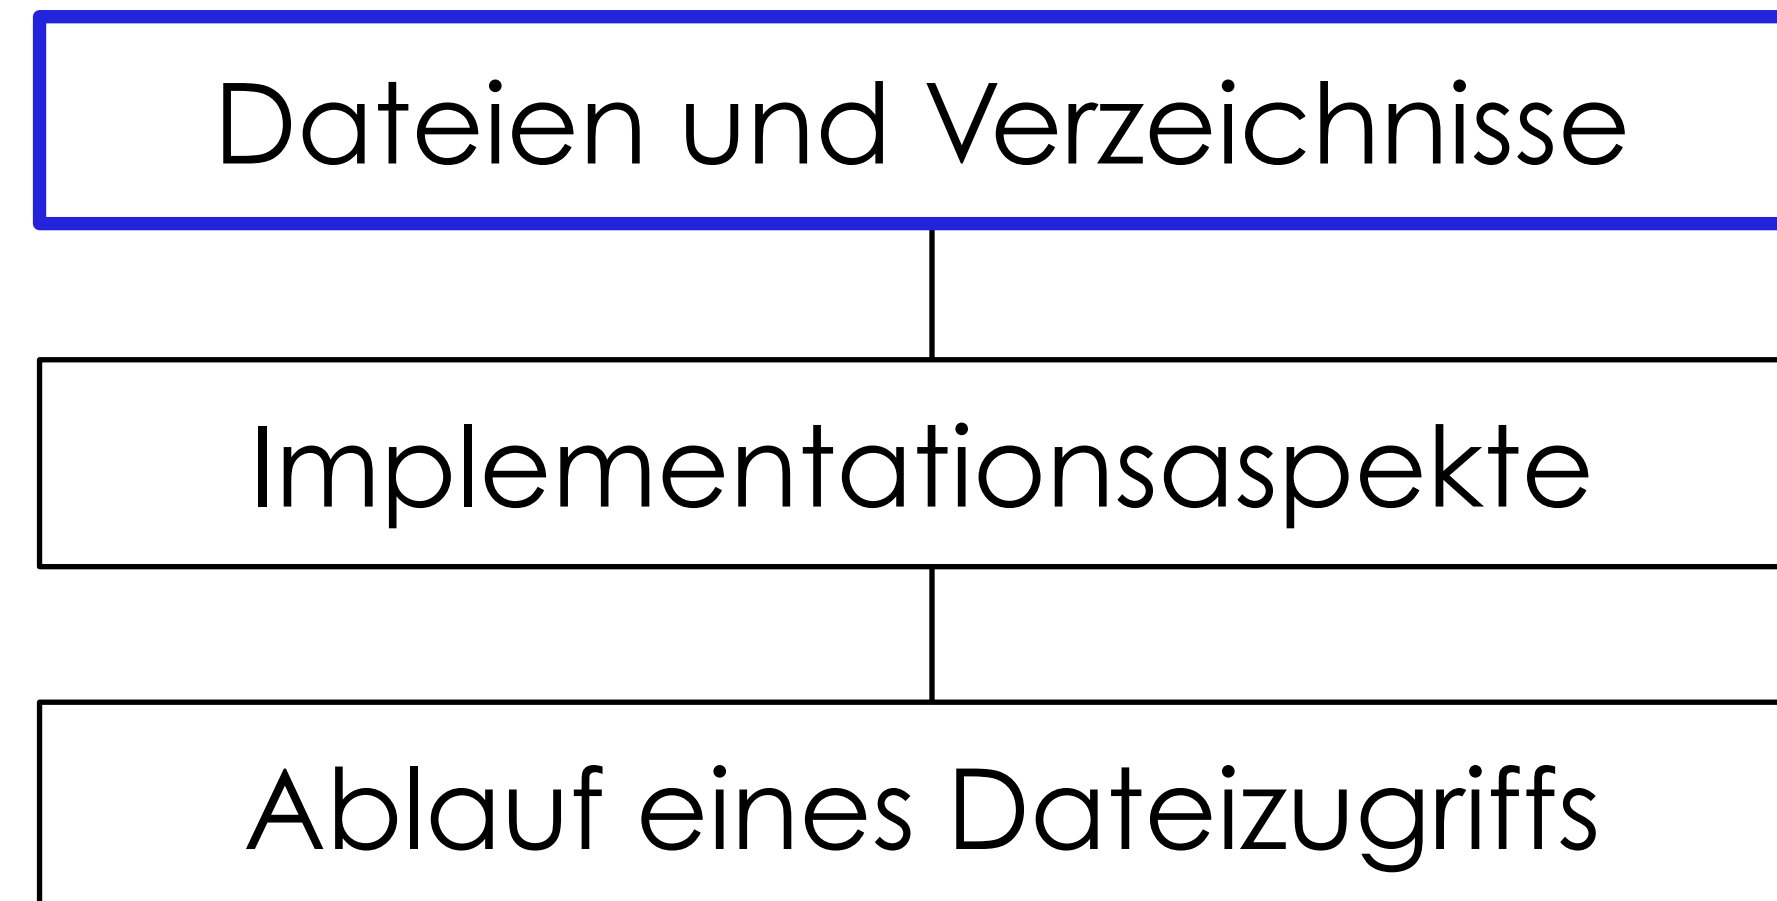 Dateien und Verzeichnisse
Implementationsaspekte
Ablauf eines Dateizugriffs